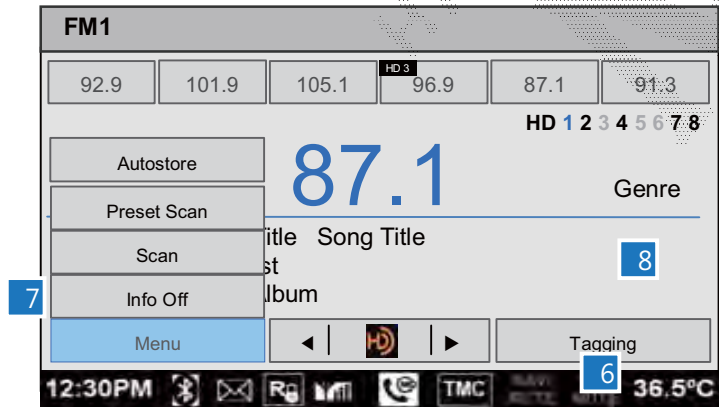 FM1
HD 3
92.9 101.9 105.1 96.9 87.1 91.3
HD 1 2 3 4 5 6 7 8
Autostore
87.1
Genre
Preset Scan
itle Song Title
Scan
st
8
7
Info Off
lbum
Menu
HD
Tagging
6
12:30PM
TMC
36.5ºC